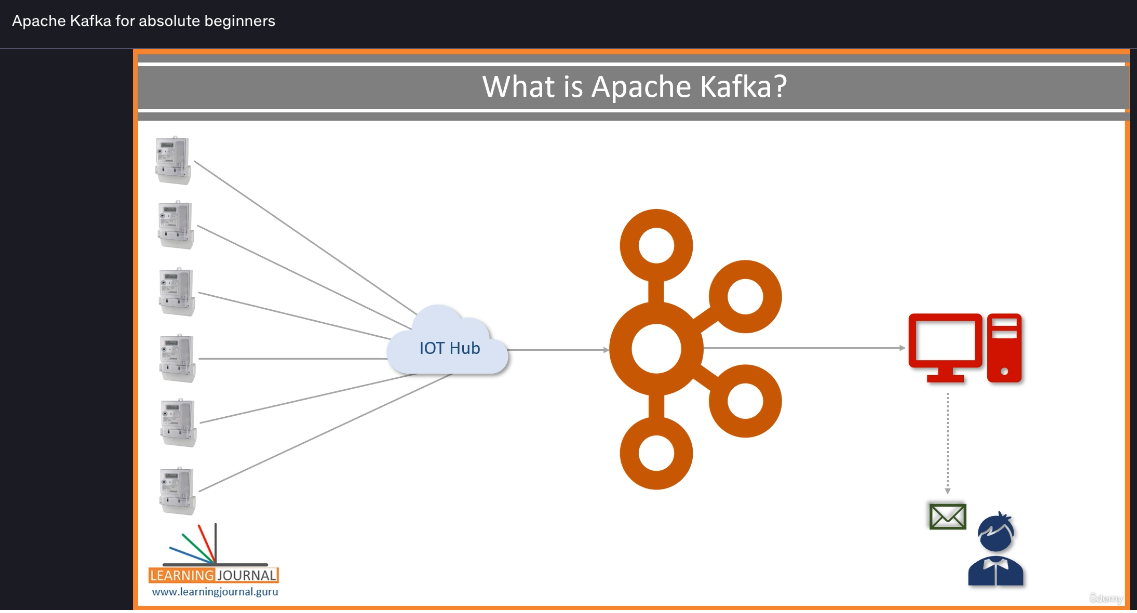 Apache Kafka for absolute beginners
What is Apache Kafka?
IOT Hub
LEARNING JOURNAL
www.learningjournal.guru
Udemy